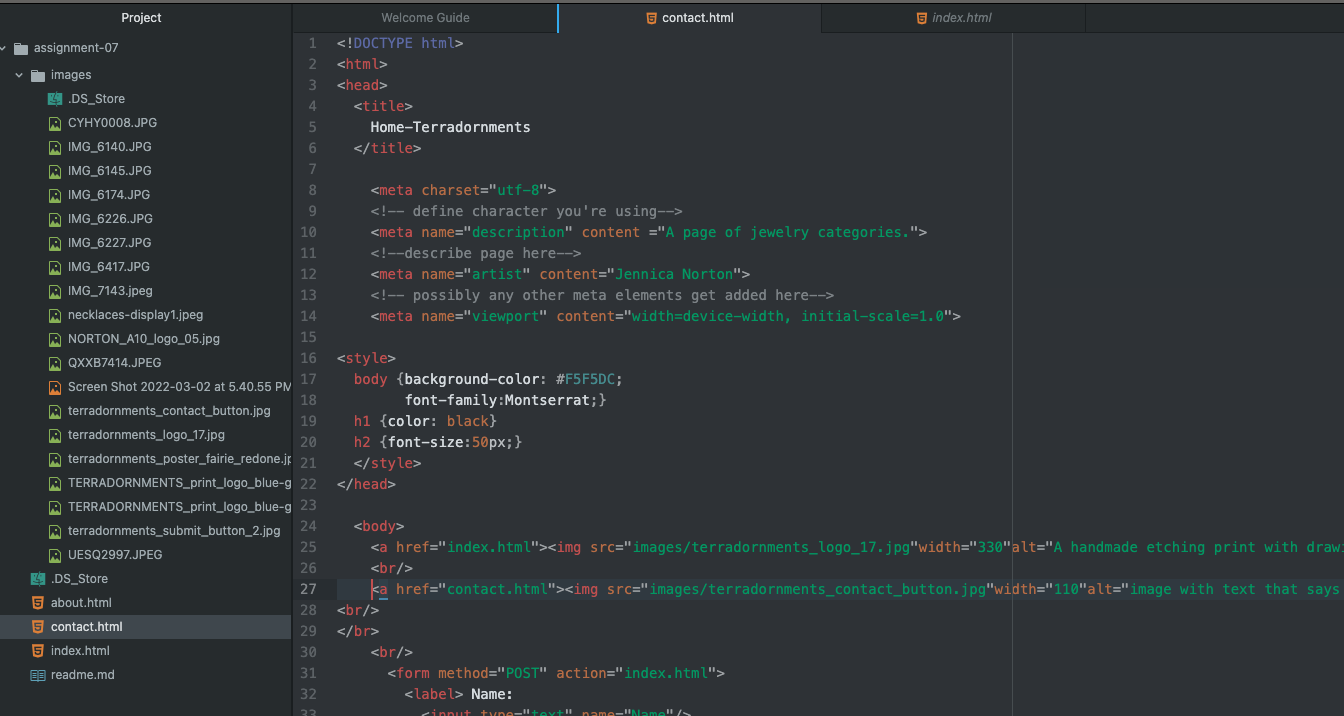 Project
assignment-07
images
.DS_Store
CYHY0008.JPG
IMG_6140.JPG
IMG_6145.JPG
IMG_6174.JPG
IMG_6226.JPG
IMG_6227.JPG
IMG_6417.JPG
IMG_7143.jpeg
necklaces-display1.jpeg
NORTON_A10_logo_05.jpg
QXXB7414.JPEG
Screen Shot 2022-03-02 at 5.40.55 PM
terradornments_contact_button.jpg
terradornments_logo_17.jpg
terradornments_poster_fairie_redone.jp
TERRADORNMENTS_print_logo_blue-g
TERRADORNMENTS_print_logo_blue-g
terradornments_submit_button_2.jpg
UESQ2997.JPEG
.DS_Store
about.html
contact.html
index.html
readme.md
Welcome Guide
contact.html
index.html
1 <!DOCTYPE html>
2 <html>
3 <head>
4 <title>
5 Home-Terradornments
6 </title>
7
8 <meta charset="utf-8">
9 <!-- define character you're using-->
10 <meta name="description" content ="A page of jewelry categories.">
11 <!--describe page here-->
12 <meta name="artist" content="Jennica Norton">
13 <!-- possibly any other meta elements get added here-->
14 <meta name="viewport" content="width=device-width, initial-scale=1.0">
15
16 <style>
17 body {background-color: #F5F5DC;
18 font-family:Montserrat;}
19 h1 {color: black}
20 h2 {font-size:50px;}
21 </style>
22 </head>
23
24 <body>
25 <a href="index.html"><img src="images/terradornments_logo_17.jpg"width="330"alt="A handmade etching print with drawi
26 <br/>
27 <a href="contact.html"><img src="images/terradornments_contact_button.jpg"width="110"alt="image with text that says
28 <br/>
29 </br>
30 <br/>
31 <form method="POST" action="index.html">
32 <label> Name:
33 <input type="text" name="Name"/>